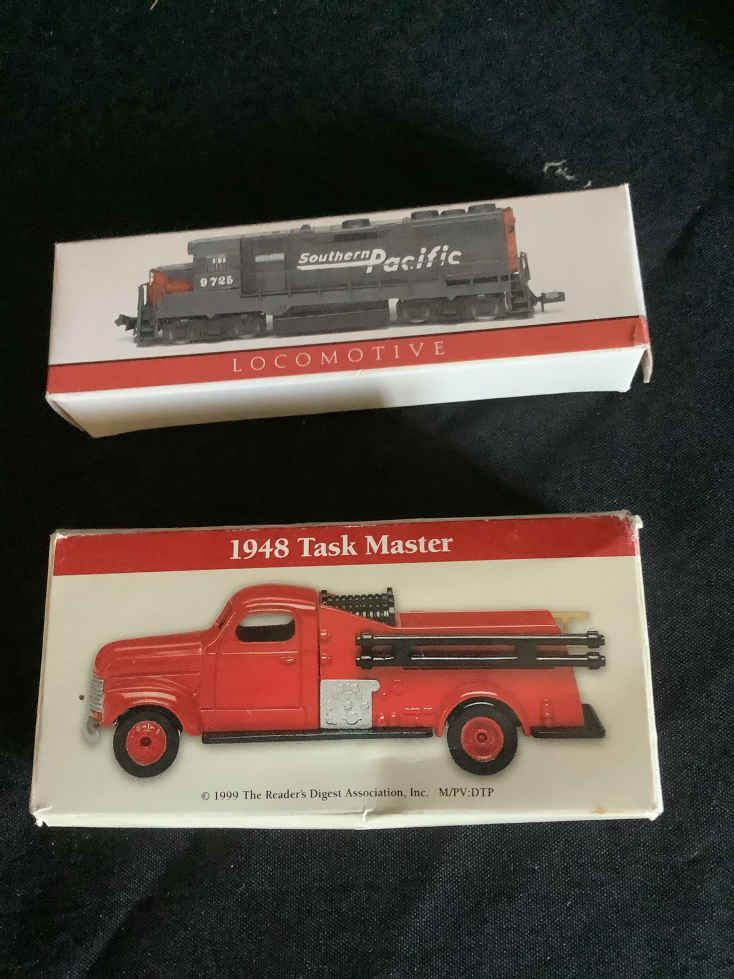 Southern Pacific
9725
LOCOMOTIVE
1948 Task Master
© 1999 The Reader's Digest Association, Inc. M/PV:DTP